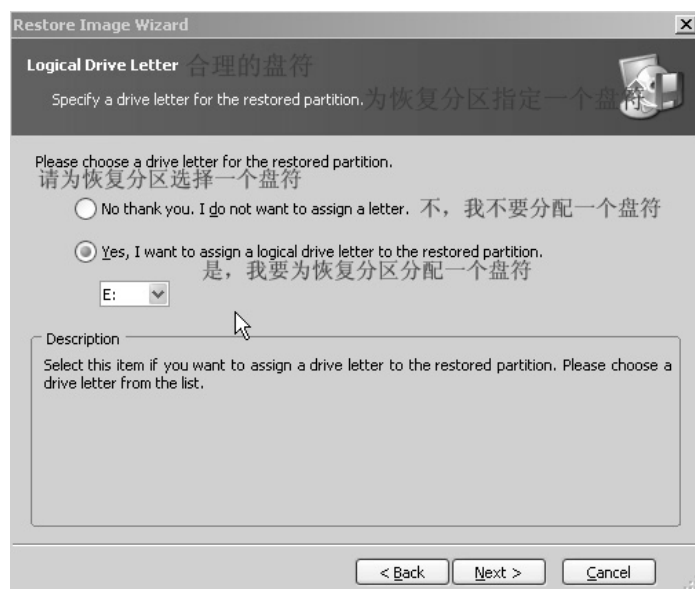 Restore Image Wizard
Logical Drive Letter 合理的盘符
Specify a drive letter for the restored partition.为恢复分区指定一个盘符
Please choose a drive letter for the restored partition.
请为恢复分区选择一个盘符
No thank you. I do not want to assign a letter. 不，我不要分配一个盘符
Yes, I want to assign a logical drive letter to the restored partition.
是，我要为恢复分区分配一个盘符
E:
Description
Select this item if you want to assign a drive letter to the restored partition. Please choose a
drive letter from the list.
< Back Next > Cancel